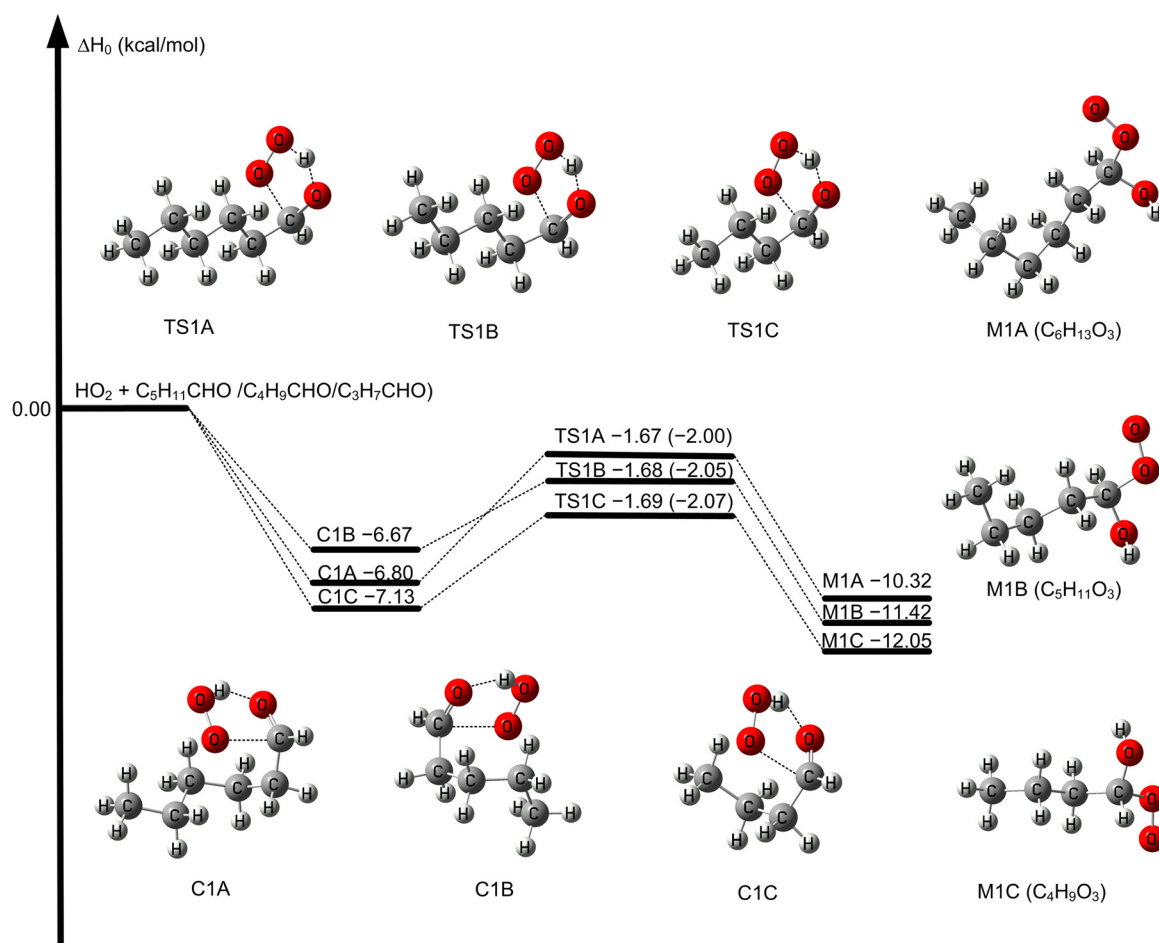 ΔH₀ (kcal/mol)
TS1A
TS1B
TS1C
M1A (C₆H₁₃O₃)
HO₂ + C₅H₁₁CHO /C₄H₉CHO/C₃H₇CHO)
0.00
TS1A −1.67 (−2.00)
TS1B −1.68 (−2.05)
TS1C −1.69 (−2.07)
C1B −6.67
C1A −6.80
C1C −7.13
M1A −10.32
M1B −11.42
M1C −12.05
M1B (C₅H₁₁O₃)
C1A
C1B
C1C
M1C (C₄H₉O₃)